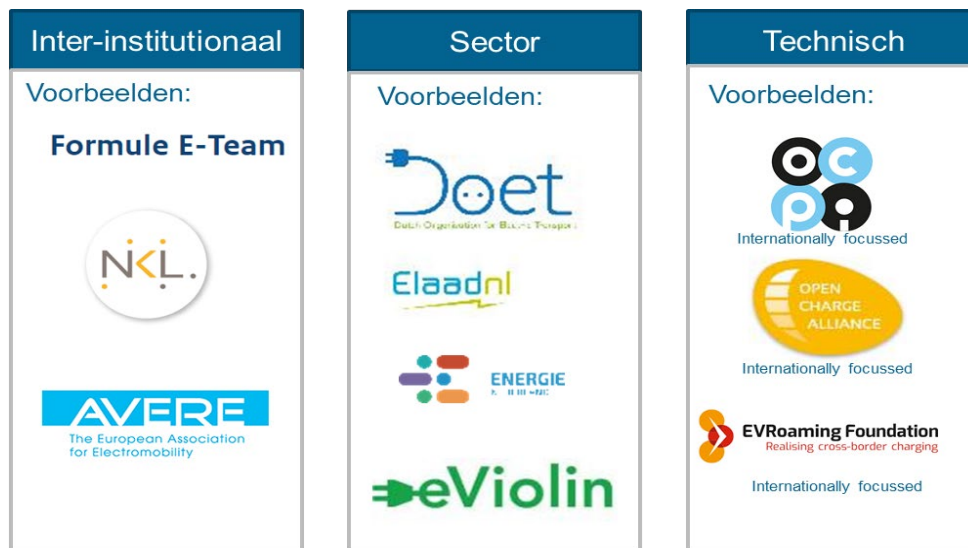 Inter-institutionaal
Voorbeelden:
Formule E-Team
NKL.
AVERE
The European Association
for Electromobility
Sector
Voorbeelden:
Doet
Dutch Organisation for Electric Transport
Elaadnl
ENERGIE
eViolin
Technisch
Voorbeelden:
OCPI
Internationally focussed
OPEN
CHARGE
ALLIANCE
Internationally focussed
EVRoaming Foundation
Realising cross-border charging
Internationally focussed